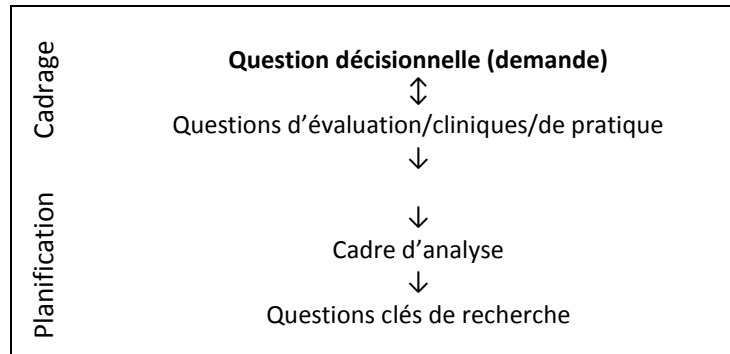 Cadrage
Question décisionnelle (demande)
↕
Questions d’évaluation/cliniques/de pratique
↓
Planification
↓
Cadre d’analyse
↓
Questions clés de recherche